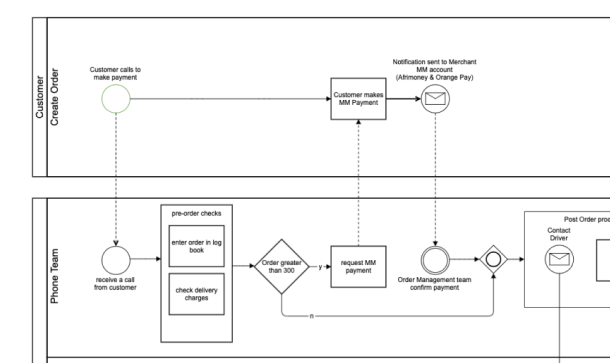 Customer
Create Order
Customer calls to
make payment
Customer makes
MM Payment
Notification sent to Merchant
MM account
(Afrimoney & Orange Pay)
Phone Team
receive a call
from customer
pre-order checks
enter order in log
book
check delivery
charges
Order greater
than 300
y
n
request MM
payment
Order Management team
confirm payment
Post Order
Contact
Driver